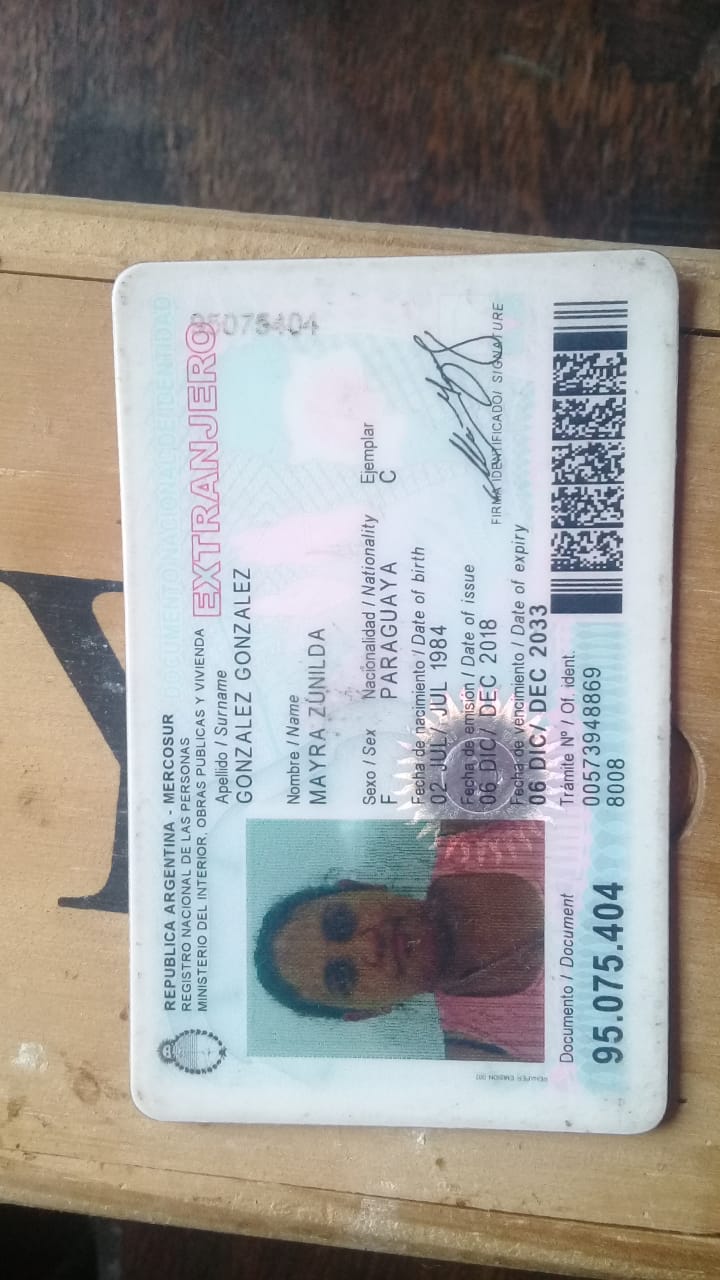 REPUBLICA ARGENTINA - MERCOSUR
REGISTRO NACIONAL DE LAS PERSONAS
MINISTERIO DEL INTERIOR, OBRAS PUBLICAS Y VIVIENDA
DOCUMENTO NACIONAL DE IDENTIDAD
EXTRANJERO
95075404
Apellido / Surname
GONZALEZ GONZALEZ
Nombre / Name
MAYRA ZUNILDA
Sexo / Sex Nacionalidad / Nationality Ejemplar
F PARAGUAYA C
Fecha de nacimiento / Date of birth
02 JUL/ JUL 1984
Fecha de emisión / Date of issue
06 DIC/ DEC 2018
Fecha de vencimiento / Date of expiry
06 DIC/ DEC 2033
FIRMA IDENTIFICADO/ SIGNATURE
Trámite Nº / Of. ident.
00573948869
8008
Documento / Document
95.075.404